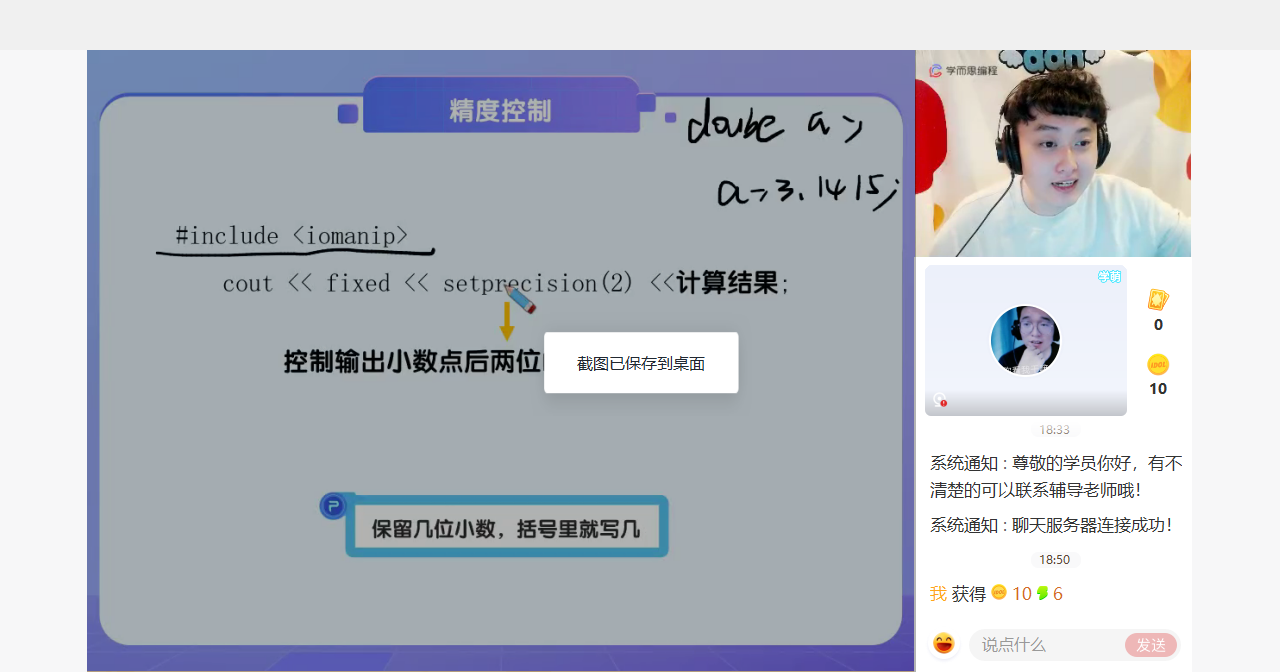 精度控制
double a;
a=3.1415;
#include <iomanip>
cout << fixed << setprecision(2) <<计算结果;
控制输出小数点后两位
截图已保存到桌面
保留几位小数，括号里就写几
学而思编程
学萌
0
10
18:33
系统通知 : 尊敬的学员你好，有不
清楚的可以联系辅导老师哦！
系统通知 : 聊天服务器连接成功！
18:50
我 获得 10 6
说点什么
发送